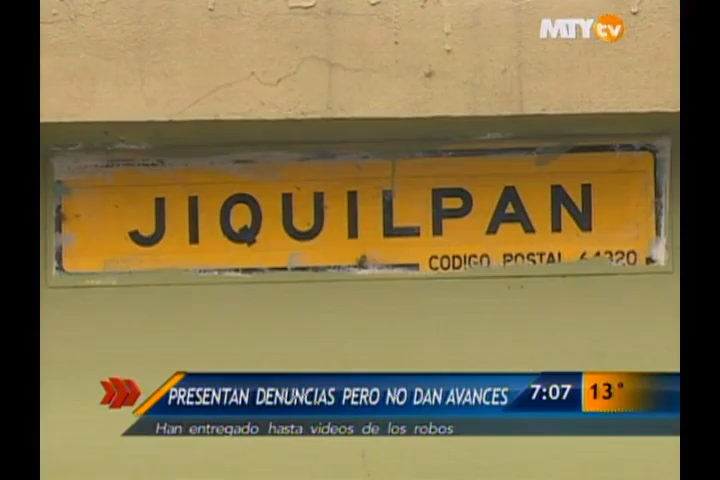 MTY tv
JIQUILPAN
CODIGO POSTAL 64320
PRESENTAN DENUNCIAS PERO NO DAN AVANCES 7:07 13°
Han entregado hasta videos de los robos